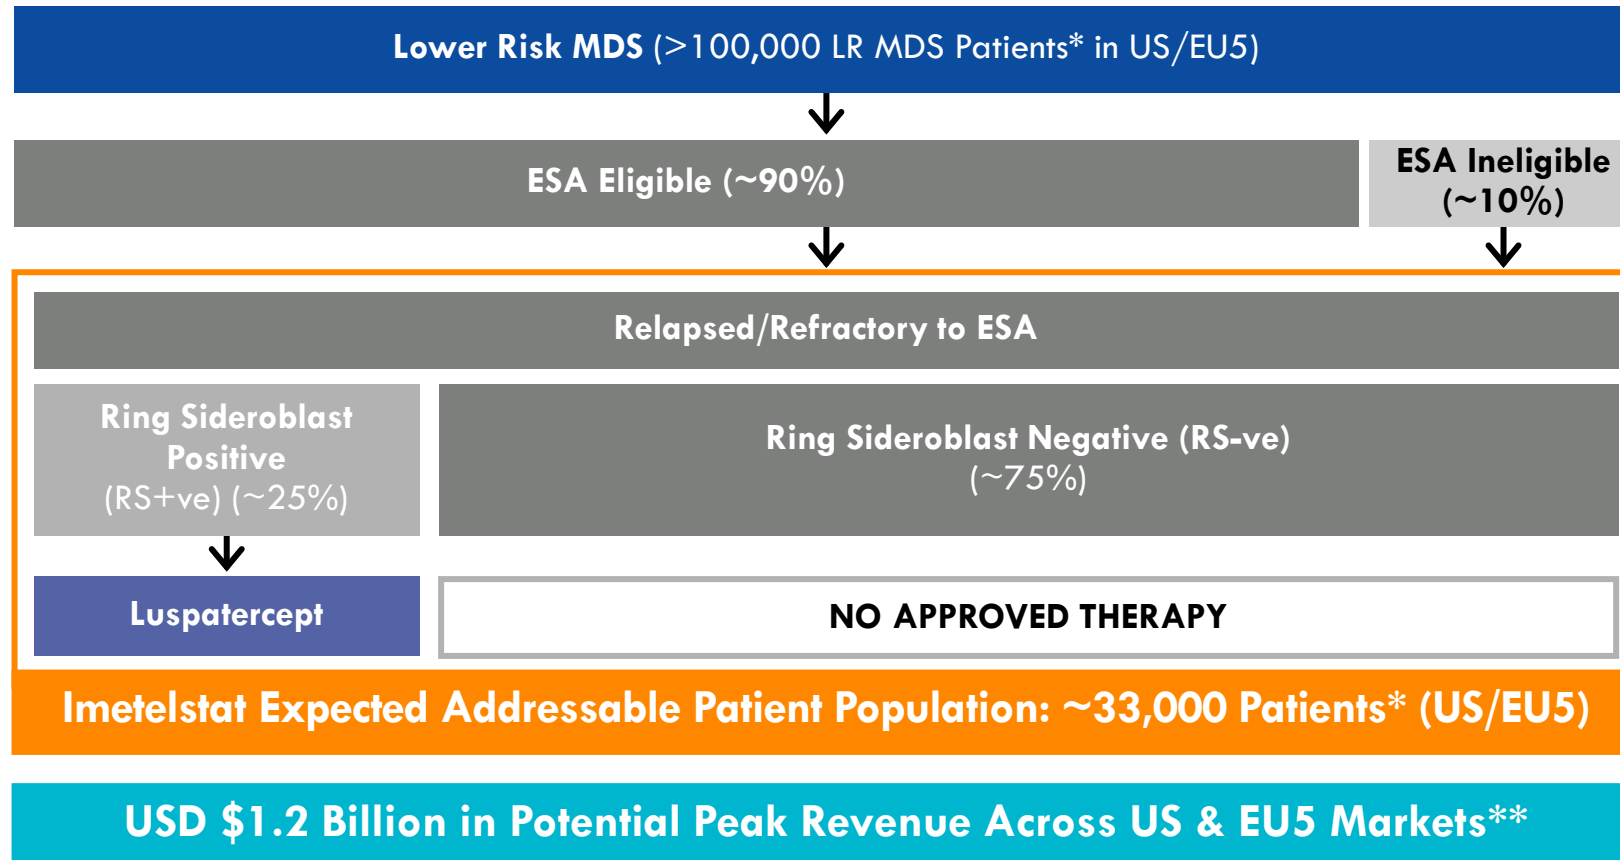 Lower Risk MDS (>100,000 LR MDS Patients* in US/EU5)
ESA Eligible (~90%)
ESA Ineligible
(~10%)
Relapsed/Refractory to ESA
Ring Sideroblast
Positive
(RS+ve) (~25%)
Ring Sideroblast Negative (RS-ve)
(~75%)
Luspatercept
NO APPROVED THERAPY
Imetelstat Expected Addressable Patient Population: ~33,000 Patients* (US/EU5)
USD $1.2 Billion in Potential Peak Revenue Across US & EU5 Markets**